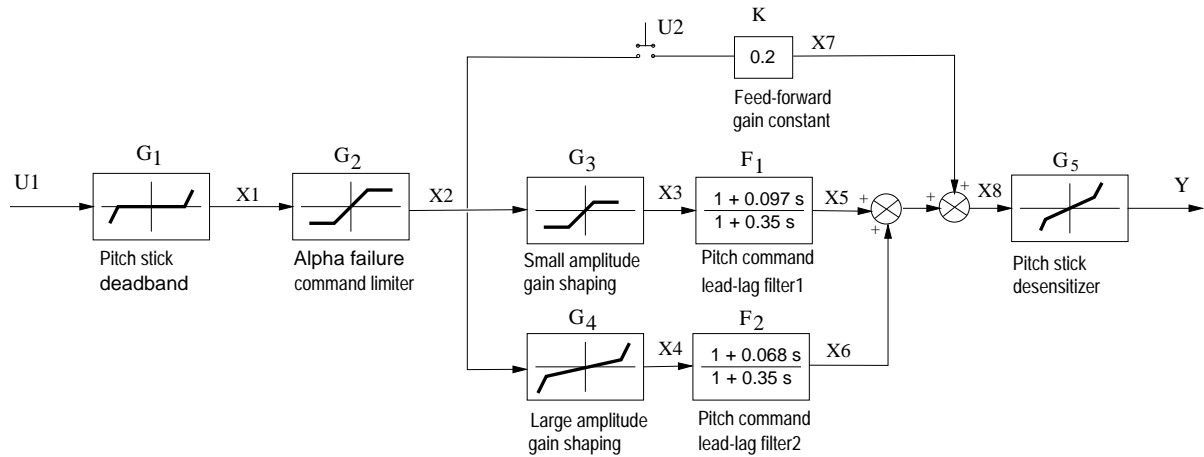 K
U2
X7
0.2
Feed-forward
gain constant
G1
G2
G3
F1
G5
U1
X1
X2
X3
1 + 0.097 s
1 + 0.35 s
X5
+
+
+
+
X8
Y
Pitch stick
deadband
Alpha failure
command limiter
Small amplitude
gain shaping
Pitch command
lead-lag filter1
Pitch stick
desensitizer
G4
F2
X4
1 + 0.068 s
1 + 0.35 s
X6
Large amplitude
gain shaping
Pitch command
lead-lag filter2